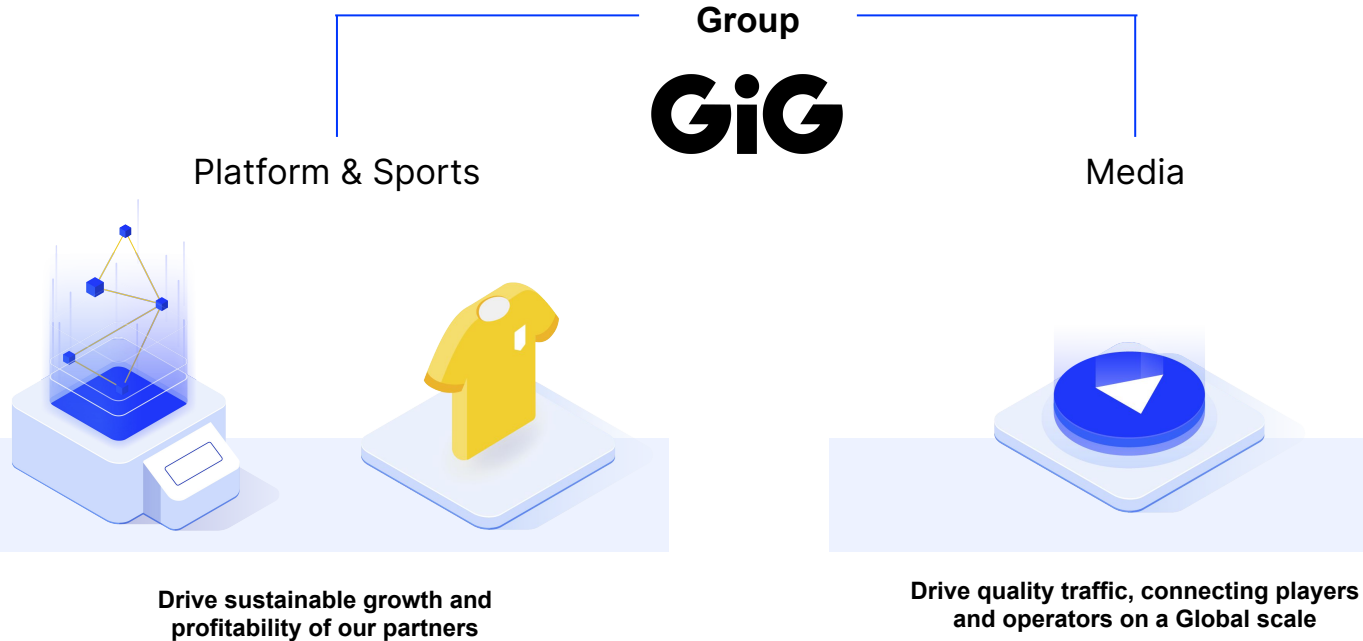 Group
GiG
Platform & Sports
Media
Drive sustainable growth and
profitability of our partners
Drive quality traffic, connecting players
and operators on a Global scale